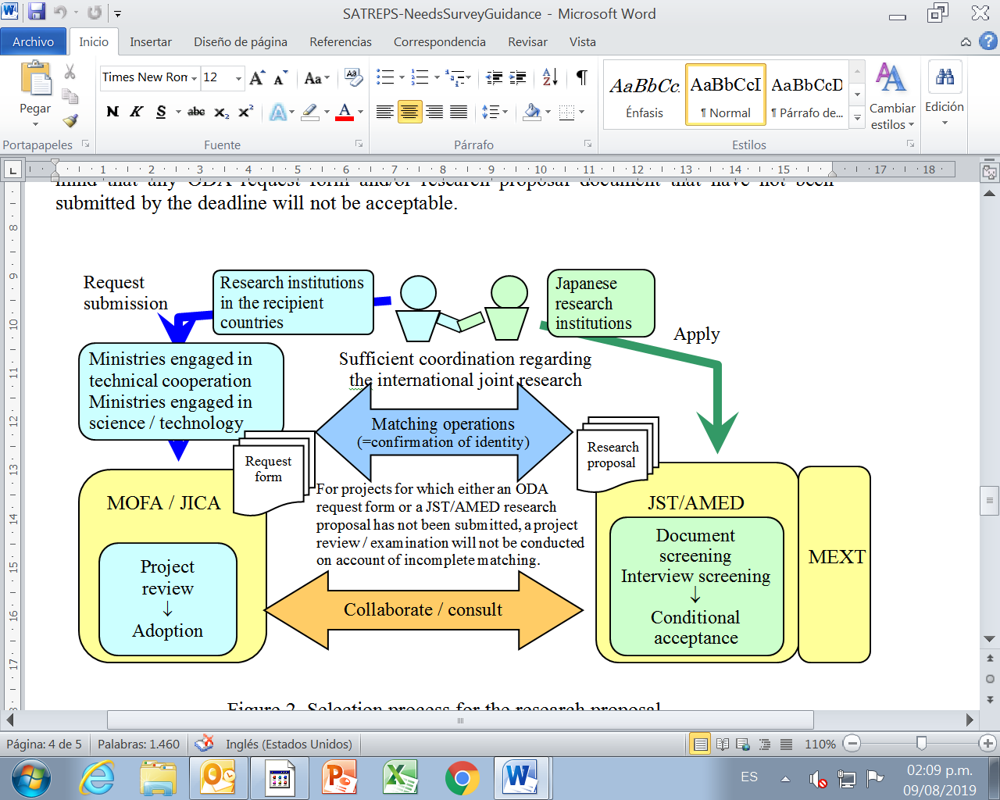 SATREPS-NeedsSurveyGuidance - Microsoft Word
Archivo Inicio Insertar Diseño de página Referencias Correspondencia Revisar Vista
Pegar
Portapapeles
Times New Ron 12
Aa
N K S abc x₂ x²
Fuente
Párrafo
AaBbCc. AaBbCcI AaBbCcD
Énfasis ¶ Normal ¶ Párrafo de...
Estilos
Cambiar
estilos
Edición
1 2 3 4 5 6 7 8 9 10 11 12 13 14 15 17 18
8
9
10
11
12
13
14
15
16
17
mind that any ODA request form and/or research proposal document that have not been
submitted by the deadline will not be acceptable.
Request
submission
Research institutions
in the recipient
countries
Japanese
research
institutions
Apply
Ministries engaged in
technical cooperation
Ministries engaged in
science / technology
Sufficient coordination regarding
the international joint research
Matching operations
(=confirmation of identity)
Request
form
Research
proposal
For projects for which either an ODA
request form or a JST/AMED research
proposal has not been submitted, a project
review / examination will not be conducted
on account of incomplete matching.
MOFA / JICA
Project
review
↓
Adoption
Collaborate / consult
JST/AMED
Document
screening
Interview screening
↓
Conditional
acceptance
MEXT
Figure 2. Selection process for the research proposal
Página: 4 de 5 Palabras: 1.460 Inglés (Estados Unidos) 110%
ES
02:09 p.m.
09/08/2019